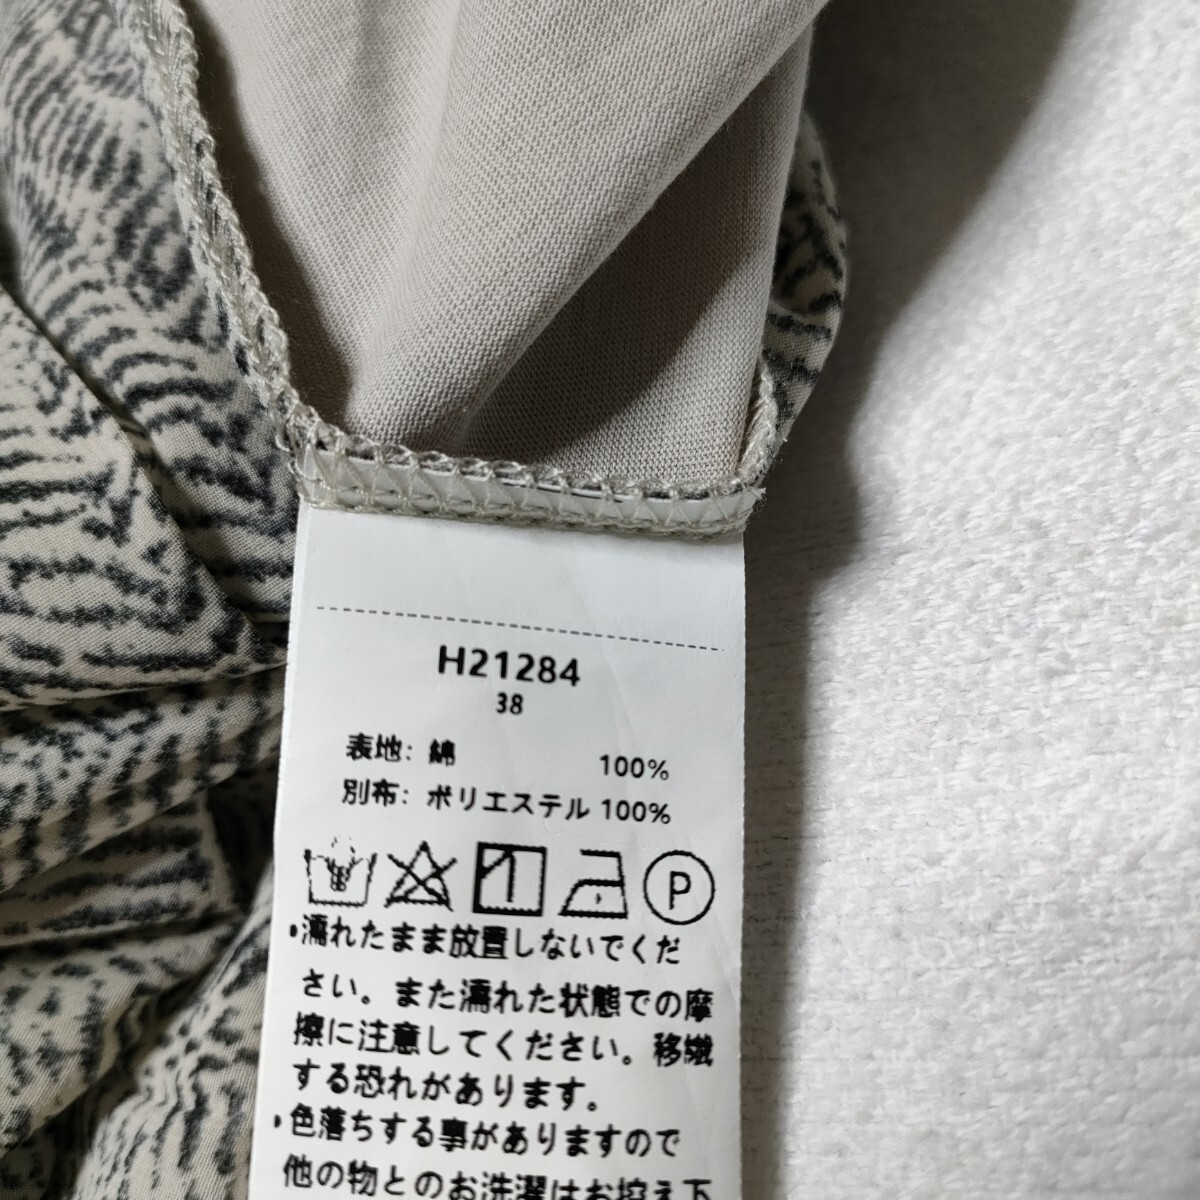 H21284
38
表地: 綿 100%
別布: ポリエステル 100%
P
•濡れたまま放置しないでくだ
さい。また濡れた状態での摩
擦に注意してください。移織
する恐れがあります。
•色落ちする事がありますので
他の物とのお洗濯はお控え下